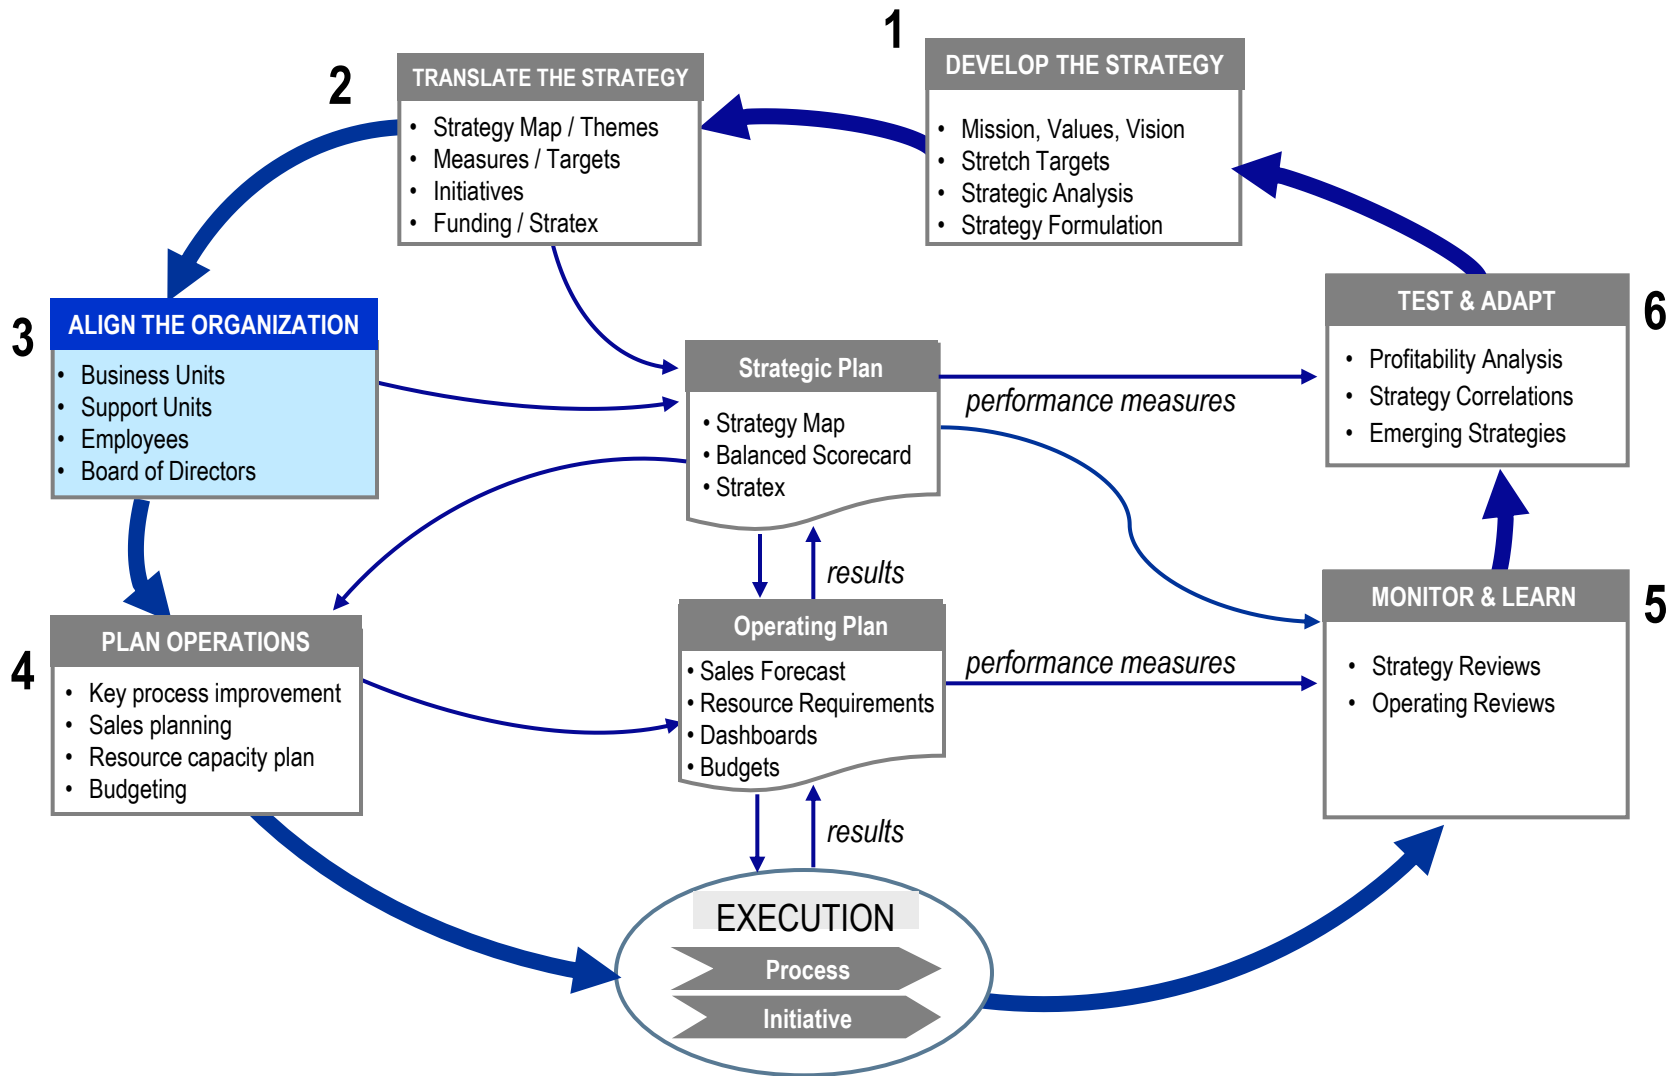 1
DEVELOP THE STRATEGY
• Mission, Values, Vision
• Stretch Targets
• Strategic Analysis
• Strategy Formulation
2
TRANSLATE THE STRATEGY
• Strategy Map / Themes
• Measures / Targets
• Initiatives
• Funding / Stratex
3
ALIGN THE ORGANIZATION
• Business Units
• Support Units
• Employees
• Board of Directors
Strategic Plan
• Strategy Map
• Balanced Scorecard
• Stratex
performance measures
6
TEST & ADAPT
• Profitability Analysis
• Strategy Correlations
• Emerging Strategies
results
4
PLAN OPERATIONS
• Key process improvement
• Sales planning
• Resource capacity plan
• Budgeting
Operating Plan
• Sales Forecast
• Resource Requirements
• Dashboards
• Budgets
performance measures
5
MONITOR & LEARN
• Strategy Reviews
• Operating Reviews
results
EXECUTION
Process
Initiative